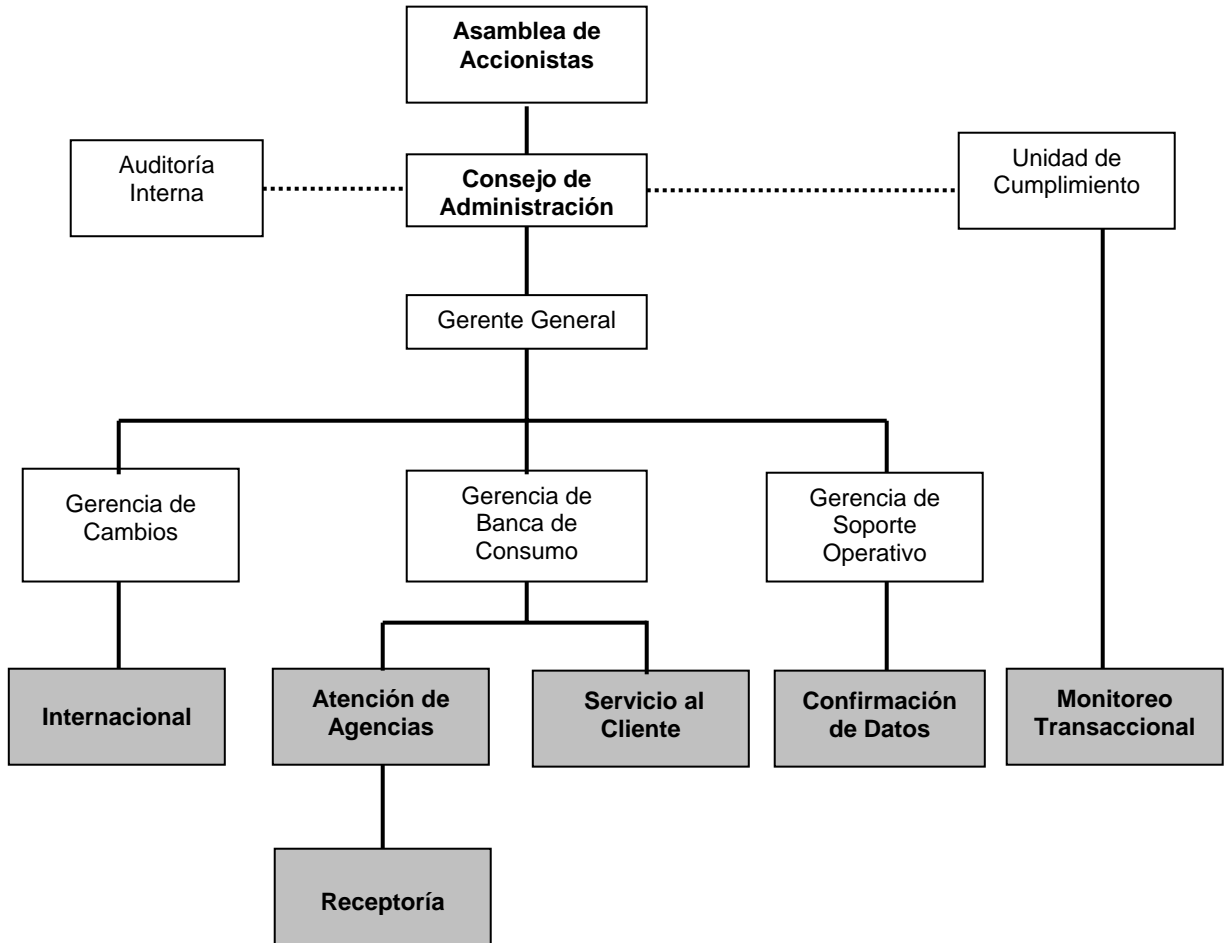 Asamblea de
Accionistas
Auditoría
Interna
Consejo de
Administración
Unidad de
Cumplimiento
Gerente General
Gerencia de
Cambios
Gerencia de
Banca de
Consumo
Gerencia de
Soporte
Operativo
Internacional
Atención de
Agencias
Servicio al
Cliente
Confirmación
de Datos
Monitoreo
Transaccional
Receptoría